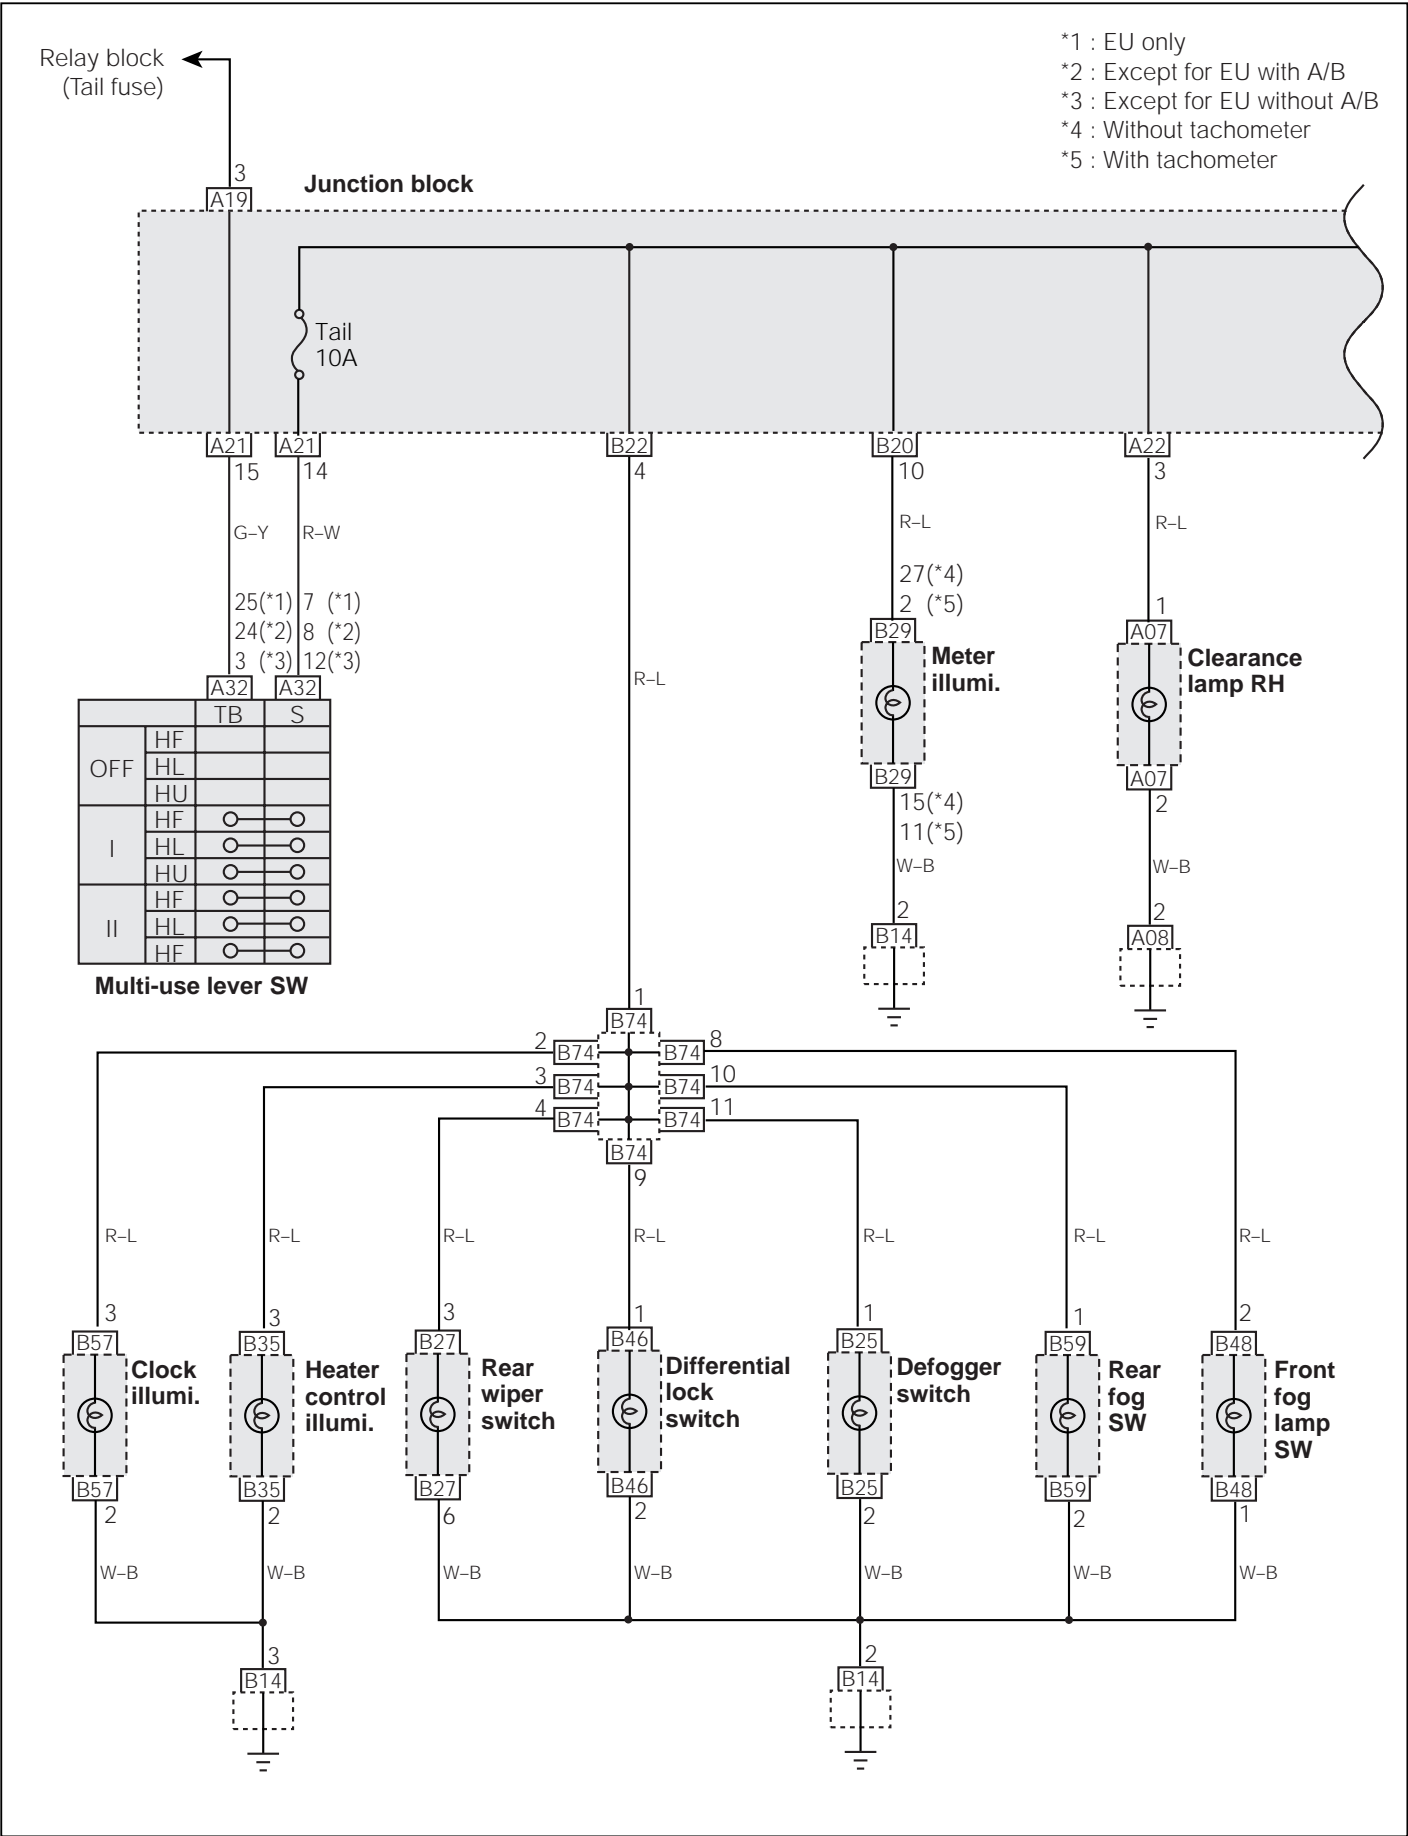 Relay block
(Tail fuse)
*1 : EU only
*2 : Except for EU with A/B
*3 : Except for EU without A/B
*4 : Without tachometer
*5 : With tachometer
3
A19
Junction block
Tail
10A
A21 A21 B22 B20 A22
15 14 4 10 3
G–Y R–W R–L R–L
25(*1) 7 (*1)
24(*2) 8 (*2)
3 (*3) 12(*3)
27(*4)
2 (*5)
1
B29 A07
Meter
illumi.
Clearance
lamp RH
R–L
B29 A07
15(*4)
11(*5)
2
W–B W–B
2 2
B14 A08
A32 A32
TB S
OFF HF
HL
HU
I HF
HL
HU
II HF
HL
HF
Multi-use lever SW
1
B74
2 B74 B74 8
3 B74 B74 10
4 B74 B74 11
B74
9
R–L R–L R–L R–L R–L R–L R–L
3 3 3 1 1 1 2
B57 B35 B27 B46 B25 B59 B48
Clock
illumi.
Heater
control
illumi.
Rear
wiper
switch
Differential
lock
switch
Defogger
switch
Rear
fog
SW
Front
fog
lamp
SW
B57 B35 B27 B46 B25 B59 B48
2 2 6 2 2 2 1
W–B W–B W–B W–B W–B W–B W–B
3 2
B14 B14